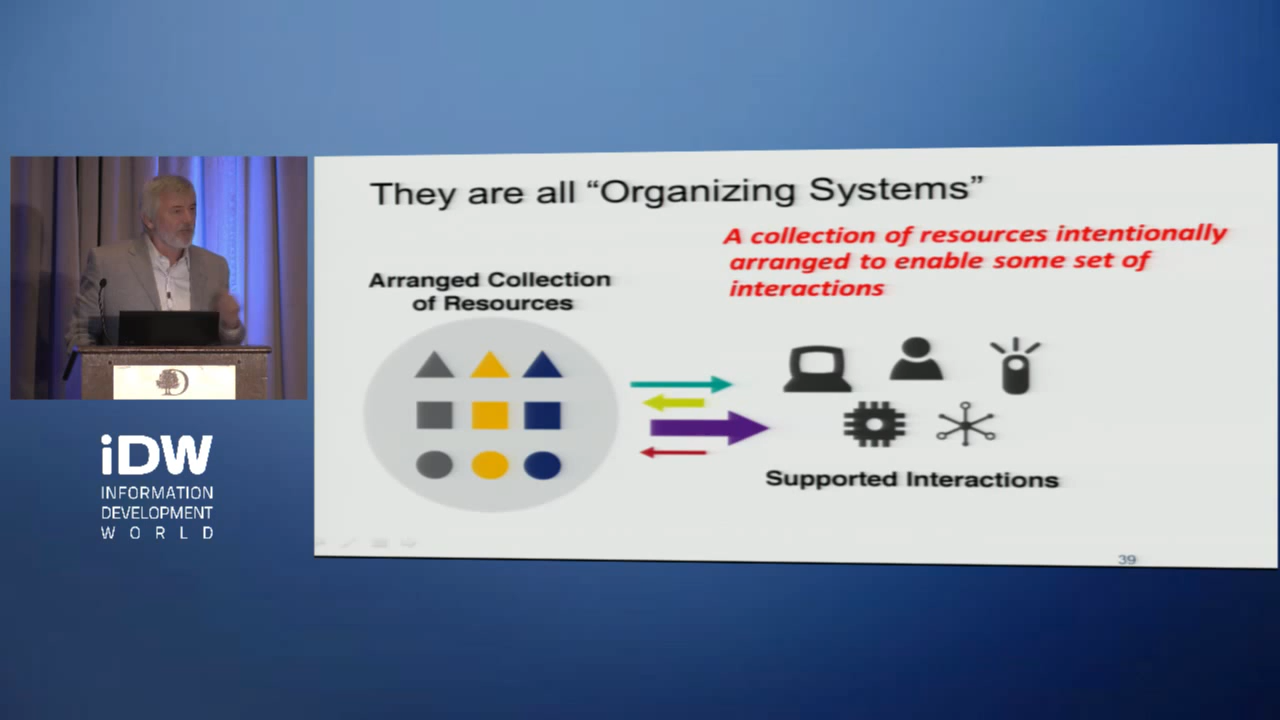 They are all “Organizing Systems”
A collection of resources intentionally
arranged to enable some set of
interactions
Arranged Collection
of Resources
Supported Interactions
39
iDW
INFORMATION
DEVELOPMENT
WORLD
D